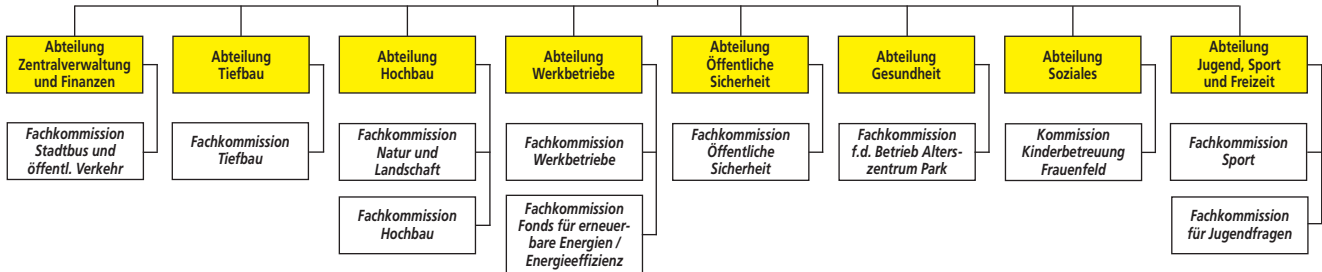 Abteilung
Zentralverwaltung
und Finanzen
Abteilung
Tiefbau
Abteilung
Hochbau
Abteilung
Werkbetriebe
Abteilung
Öffentliche
Sicherheit
Abteilung
Gesundheit
Abteilung
Soziales
Abteilung
Jugend, Sport
und Freizeit
Fachkommission
Stadtbus und
öffentl. Verkehr
Fachkommission
Tiefbau
Fachkommission
Natur und
Landschaft
Fachkommission
Werkbetriebe
Fachkommission
Öffentliche
Sicherheit
Fachkommission
f.d. Betrieb Alters-
zentrum Park
Kommission
Kinderbetreuung
Frauenfeld
Fachkommission
Sport
Fachkommission
Hochbau
Fachkommission
Fonds für erneuer-
bare Energien /
Energieeffizienz
Fachkommission
für Jugendfragen